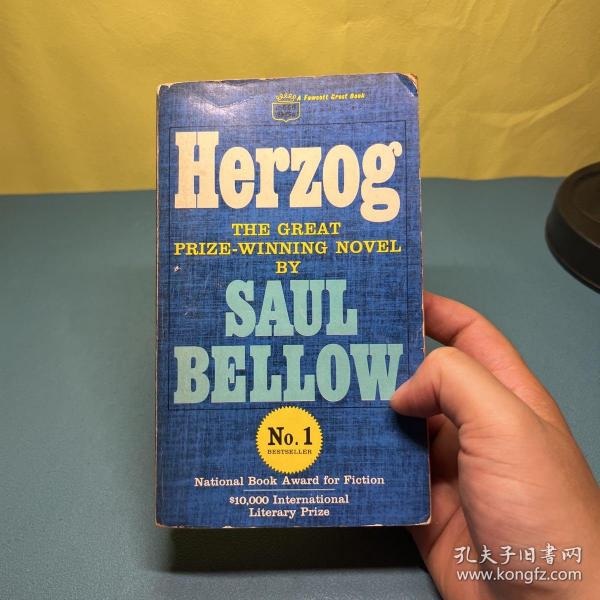 A Fawcett Crest Book
Herzog
THE GREAT
PRIZE-WINNING NOVEL
BY
SAUL
BELLOW
No. 1
BESTSELLER
National Book Award for Fiction
$10,000 International
Literary Prize
孔夫子旧書网
www.kongfz.com